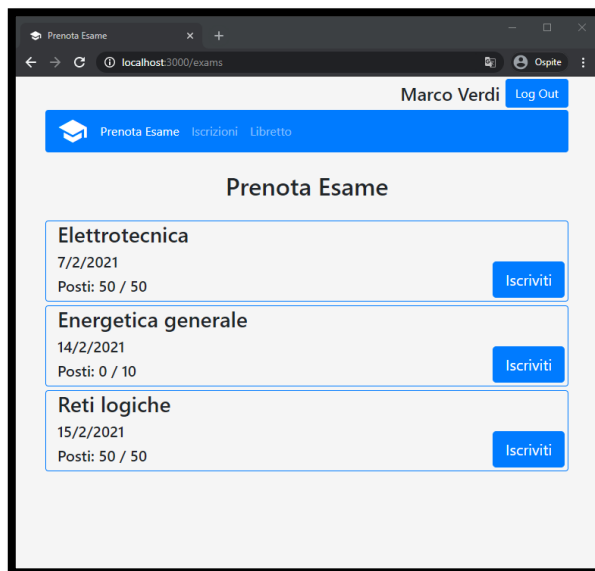 Prenota Esame
localhost:3000/exams
Ospite
Marco Verdi Log Out
Prenota Esame Iscrizioni Libretto
Prenota Esame
Elettrotecnica
7/2/2021
Posti: 50 / 50
Iscriviti
Energetica generale
14/2/2021
Posti: 0 / 10
Iscriviti
Reti logiche
15/2/2021
Posti: 50 / 50
Iscriviti